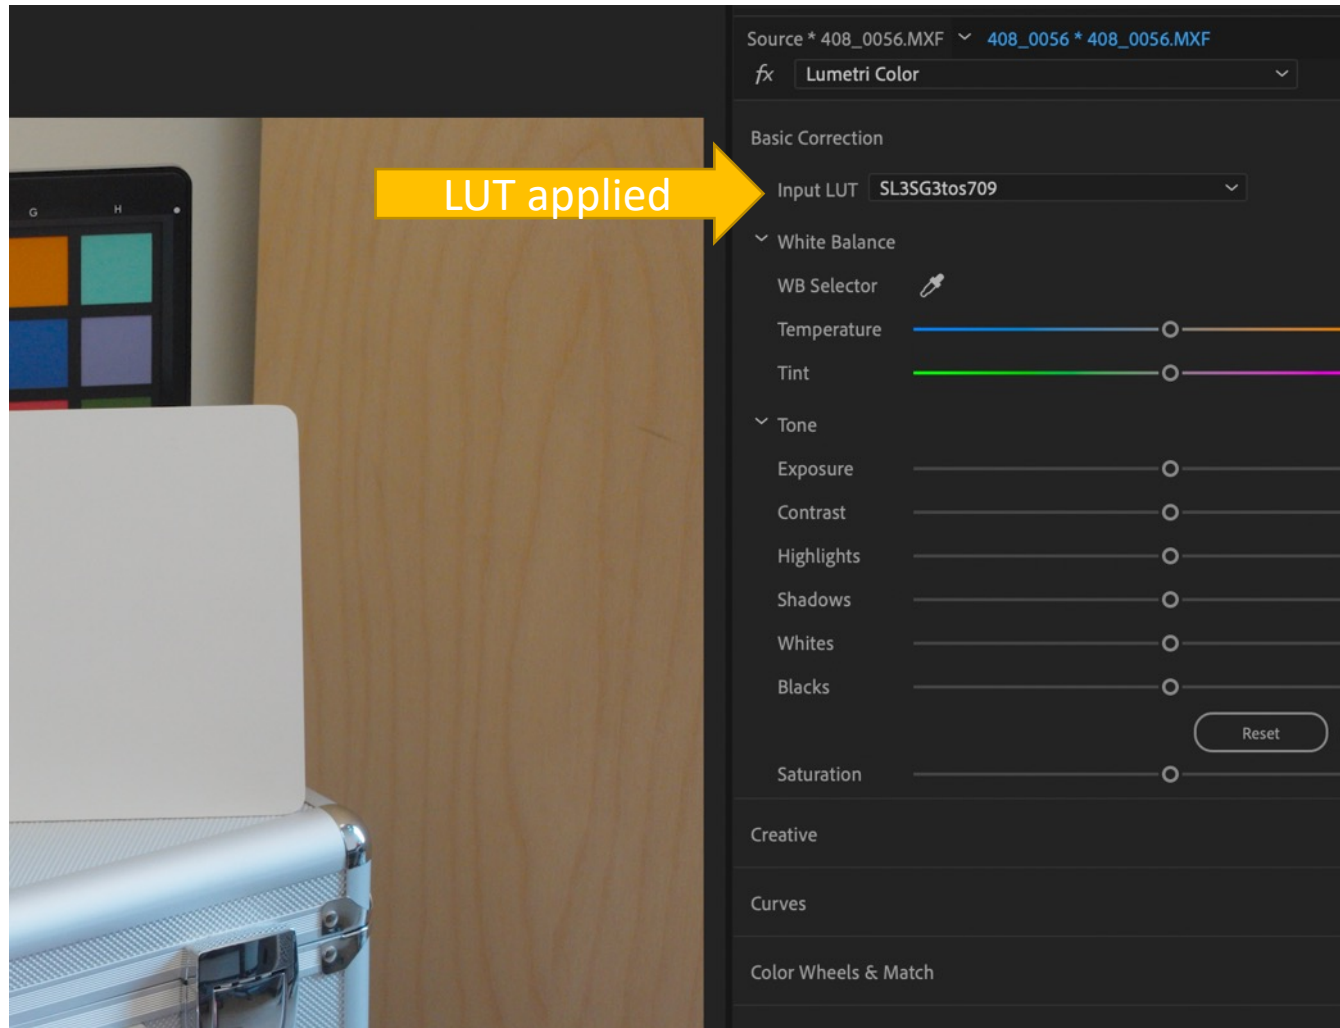 Source * 408_0056.MXF 408_0056 * 408_0056.MXF
fx Lumetri Color
Basic Correction
LUT applied
Input LUT SL3SG3tos709
G H
White Balance
WB Selector
Temperature
Tint
Tone
Exposure
Contrast
Highlights
Shadows
Whites
Blacks
Reset
Saturation
Creative
Curves
Color Wheels & Match